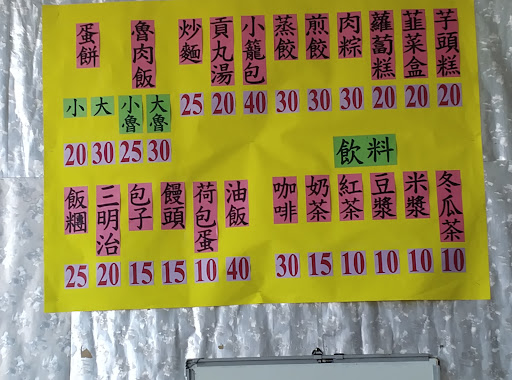 蛋餅
小 20
大 30
魯肉飯
小魯 25
大魯 30
炒麵 25
貢丸湯 20
小籠包 40
蒸餃 30
煎餃 30
肉粽 30
蘿蔔糕 20
韮菜盒 20
芋頭糕 20
飯糰 25
三明治 20
包子 15
饅頭 15
荷包蛋 10
油飯 40
飲料
咖啡 30
奶茶 15
紅茶 10
豆漿 10
米漿 10
冬瓜茶 10